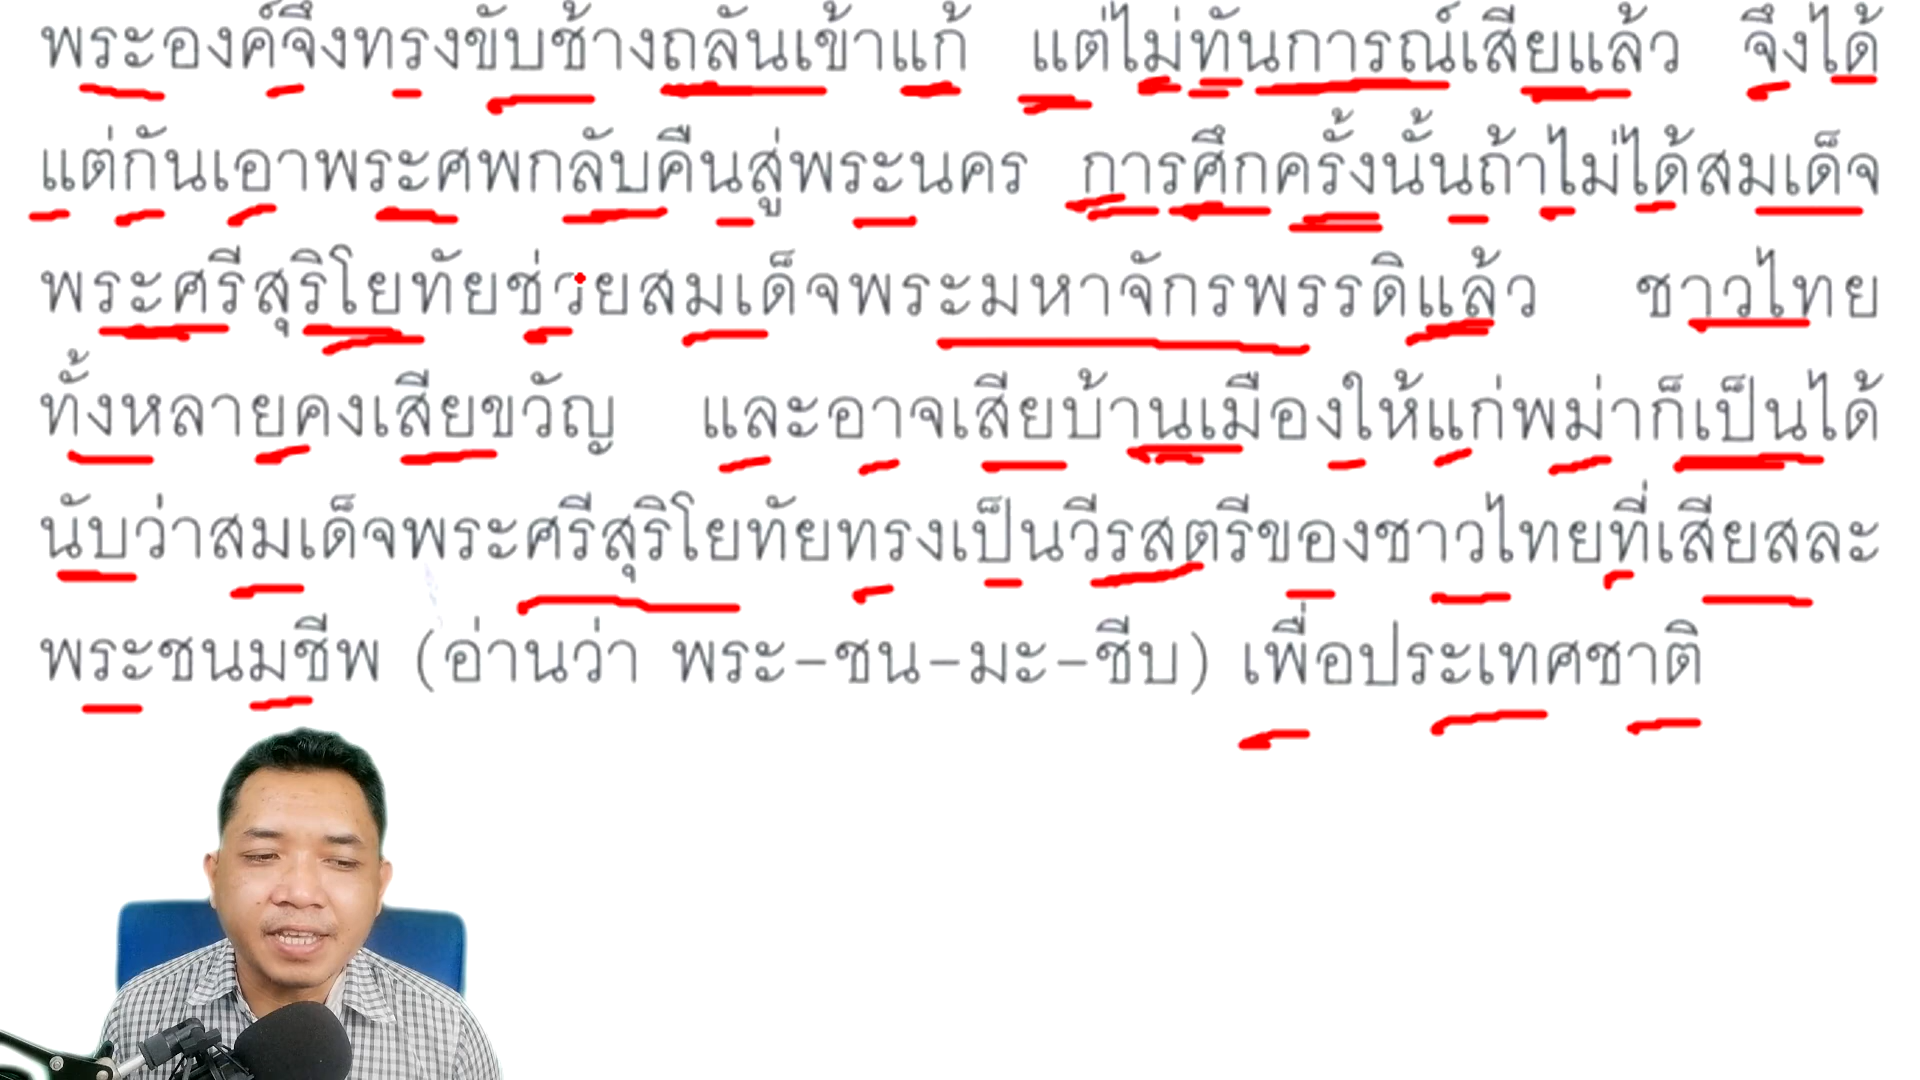 พระองค์จึงทรงขับช้างถลันเข้าแก้ แต่ไม่ทันการณ์เสียแล้ว จึงได้
แต่กันเอาพระศพกลับคืนสู่พระนคร การศึกครั้งนั้นถ้าไม่ได้สมเด็จ
พระศรีสุริโยทัยช่วยสมเด็จพระมหาจักรพรรดิแล้ว ชาวไทย
ทั้งหลายคงเสียขวัญ และอาจเสียบ้านเมืองให้แก่พม่าก็เป็นได้
นับว่าสมเด็จพระศรีสุริโยทัยทรงเป็นวีรสตรีของชาวไทยที่เสียสละ
พระชนมชีพ (อ่านว่า พระ-ชน-มะ-ชีบ) เพื่อประเทศชาติ